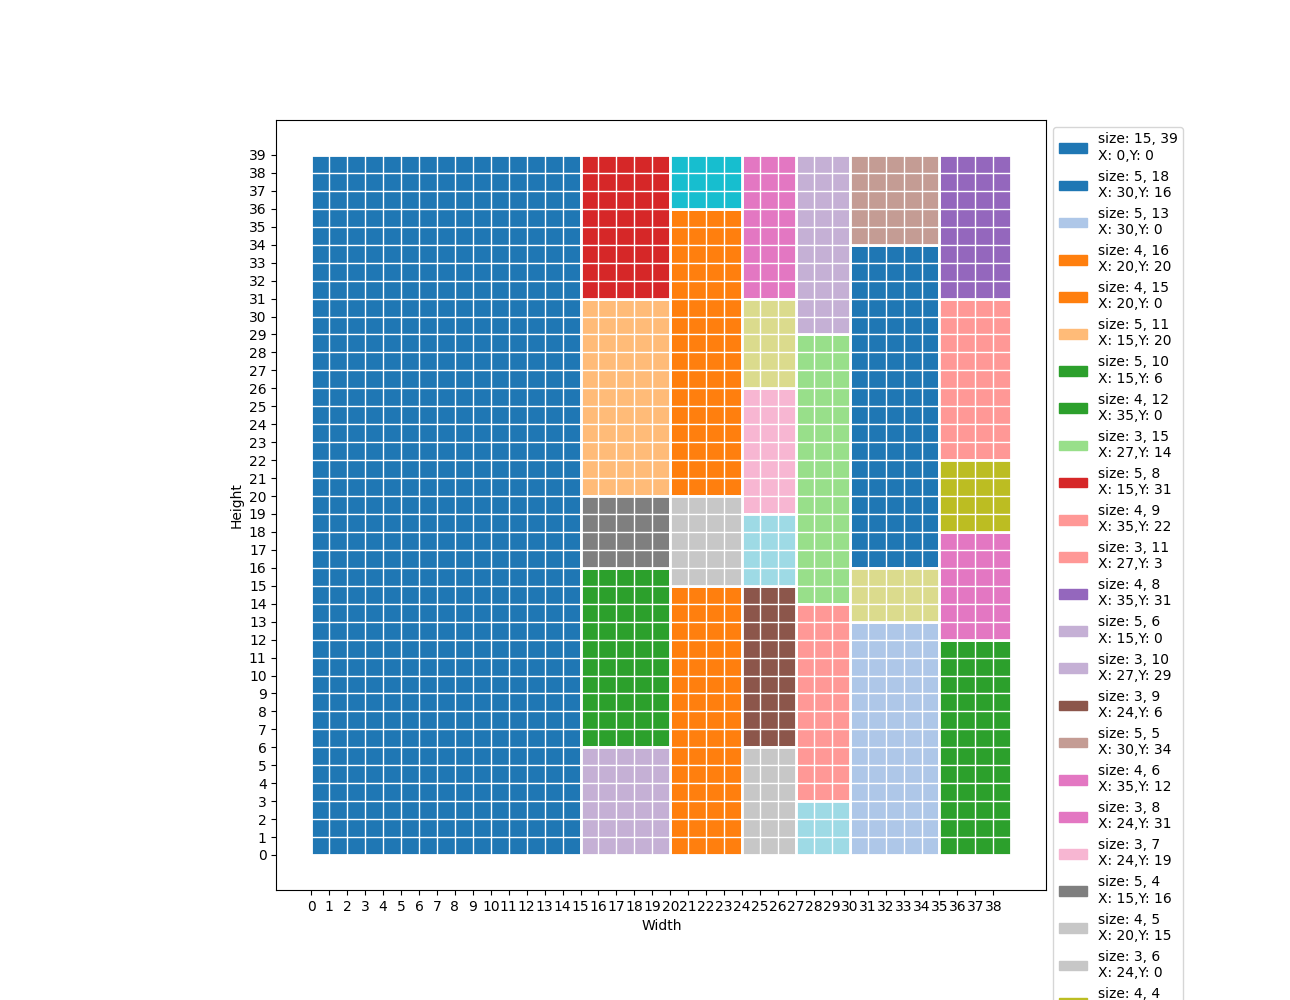 39
38
37
36
35
34
33
32
31
30
29
28
27
26
25
24
23
22
21
20
19
18
17
16
15
14
13
12
11
10
9
8
7
6
5
4
3
2
1
0
Height
0 1 2 3 4 5 6 7 8 9 10 11 12 13 14 15 16 17 18 19 20 21 22 23 24 25 26 27 28 29 30 31 32 33 34 35 36 37 38
Width
size: 15, 39
X: 0,Y: 0
size: 5, 18
X: 30,Y: 16
size: 5, 13
X: 30,Y: 0
size: 4, 16
X: 20,Y: 20
size: 4, 15
X: 20,Y: 0
size: 5, 11
X: 15,Y: 20
size: 5, 10
X: 15,Y: 6
size: 4, 12
X: 35,Y: 0
size: 3, 15
X: 27,Y: 14
size: 5, 8
X: 15,Y: 31
size: 4, 9
X: 35,Y: 22
size: 3, 11
X: 27,Y: 3
size: 4, 8
X: 35,Y: 31
size: 5, 6
X: 15,Y: 0
size: 3, 10
X: 27,Y: 29
size: 3, 9
X: 24,Y: 6
size: 5, 5
X: 30,Y: 34
size: 4, 6
X: 35,Y: 12
size: 3, 8
X: 24,Y: 31
size: 3, 7
X: 24,Y: 19
size: 5, 4
X: 15,Y: 16
size: 4, 5
X: 20,Y: 15
size: 3, 6
X: 24,Y: 0
size: 4, 4